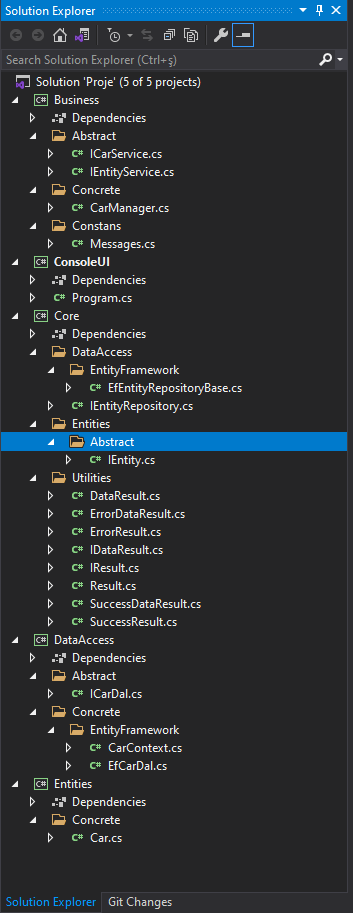 Solution Explorer
Search Solution Explorer (Ctrl+ş)
Solution 'Proje' (5 of 5 projects)
C# Business
Dependencies
Abstract
C# ICarService.cs
C# IEntityService.cs
Concrete
C# CarManager.cs
Constans
C# Messages.cs
C# ConsoleUI
Dependencies
C# Program.cs
C# Core
Dependencies
DataAccess
EntityFramework
C# EfEntityRepositoryBase.cs
C# IEntityRepository.cs
Entities
Abstract
C# IEntity.cs
Utilities
C# DataResult.cs
C# ErrorDataResult.cs
C# ErrorResult.cs
C# IDataResult.cs
C# IResult.cs
C# Result.cs
C# SuccessDataResult.cs
C# SuccessResult.cs
C# DataAccess
Dependencies
Abstract
C# ICarDal.cs
Concrete
EntityFramework
C# CarContext.cs
C# EfCarDal.cs
C# Entities
Dependencies
Concrete
C# Car.cs
Solution Explorer Git Changes